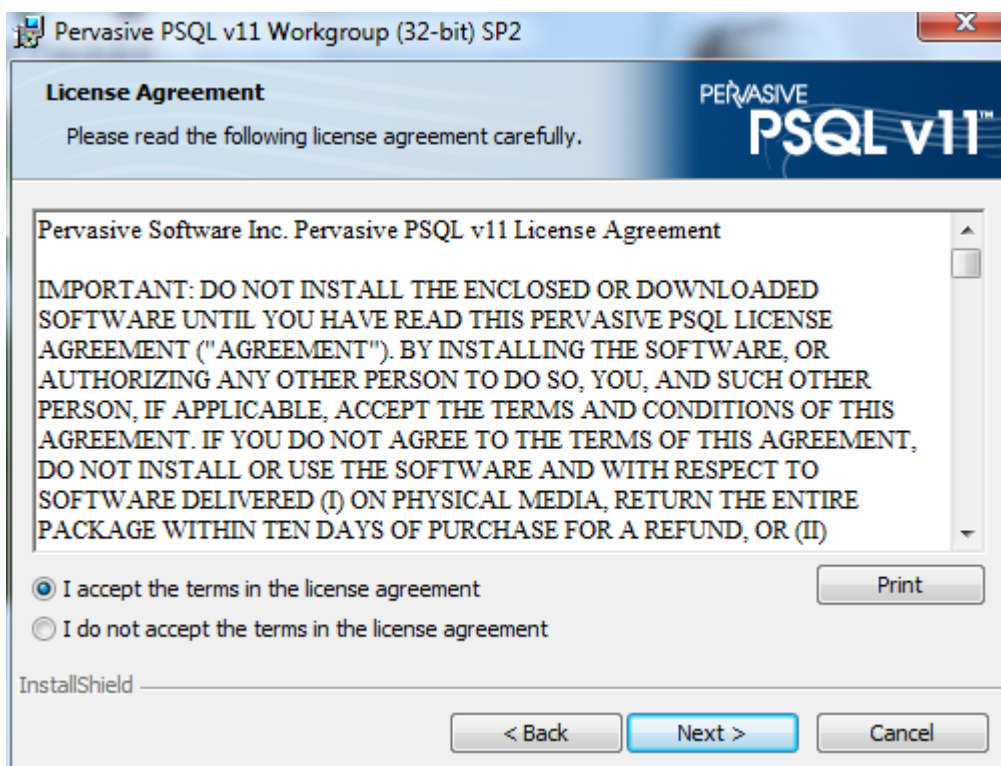 Pervasive PSQL v11 Workgroup (32-bit) SP2
License Agreement
Please read the following license agreement carefully.
PERVASIVE
PSQL v11™
Pervasive Software Inc. Pervasive PSQL v11 License Agreement
IMPORTANT: DO NOT INSTALL THE ENCLOSED OR DOWNLOADED
SOFTWARE UNTIL YOU HAVE READ THIS PERVASIVE PSQL LICENSE
AGREEMENT ("AGREEMENT"). BY INSTALLING THE SOFTWARE, OR
AUTHORIZING ANY OTHER PERSON TO DO SO, YOU, AND SUCH OTHER
PERSON, IF APPLICABLE, ACCEPT THE TERMS AND CONDITIONS OF THIS
AGREEMENT. IF YOU DO NOT AGREE TO THE TERMS OF THIS AGREEMENT,
DO NOT INSTALL OR USE THE SOFTWARE AND WITH RESPECT TO
SOFTWARE DELIVERED (I) ON PHYSICAL MEDIA, RETURN THE ENTIRE
PACKAGE WITHIN TEN DAYS OF PURCHASE FOR A REFUND, OR (II)
I accept the terms in the license agreement
Print
I do not accept the terms in the license agreement
InstallShield
< Back
Next >
Cancel